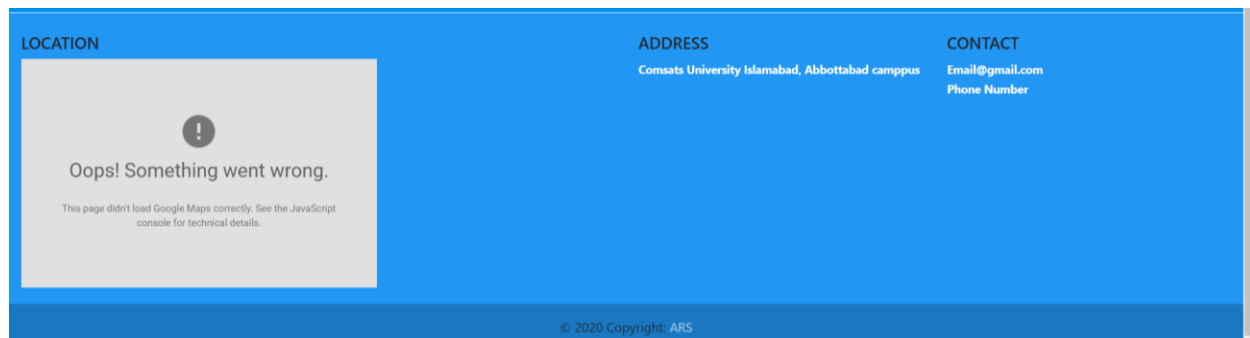 LOCATION
Oops! Something went wrong.
This page didn't load Google Maps correctly. See the JavaScript
console for technical details.
ADDRESS
Comsats University Islamabad, Abbottabad camppus
CONTACT
Email@gmail.com
Phone Number
© 2020 Copyright: ARS